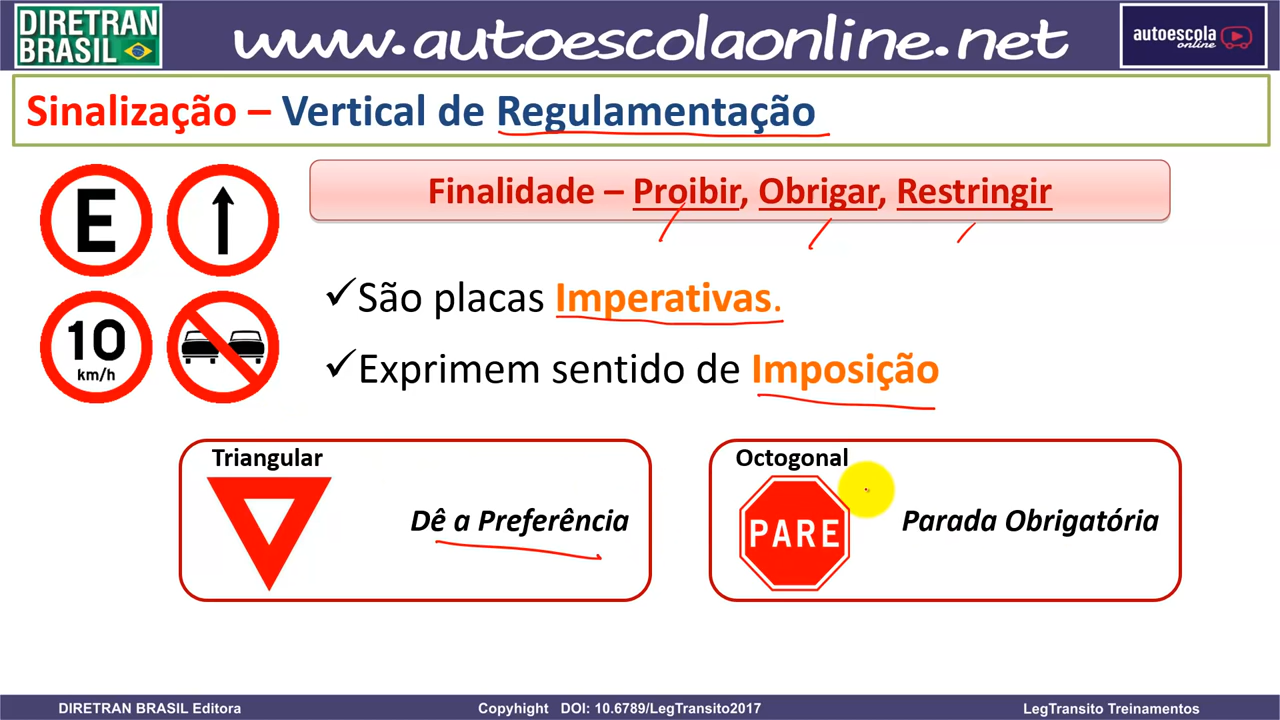 DIRETRAN
BRASIL
www.autoescolaonline.net
autoescola
online
Sinalização – Vertical de Regulamentação
E
10
km/h
Finalidade – Proibir, Obrigar, Restringir
São placas Imperativas.
Exprimem sentido de Imposição
Triangular
Dê a Preferência
Octogonal
PARE
Parada Obrigatória
DIRETRAN BRASIL Editora
Copyhight DOI: 10.6789/LegTransito2017
LegTransito Treinamentos